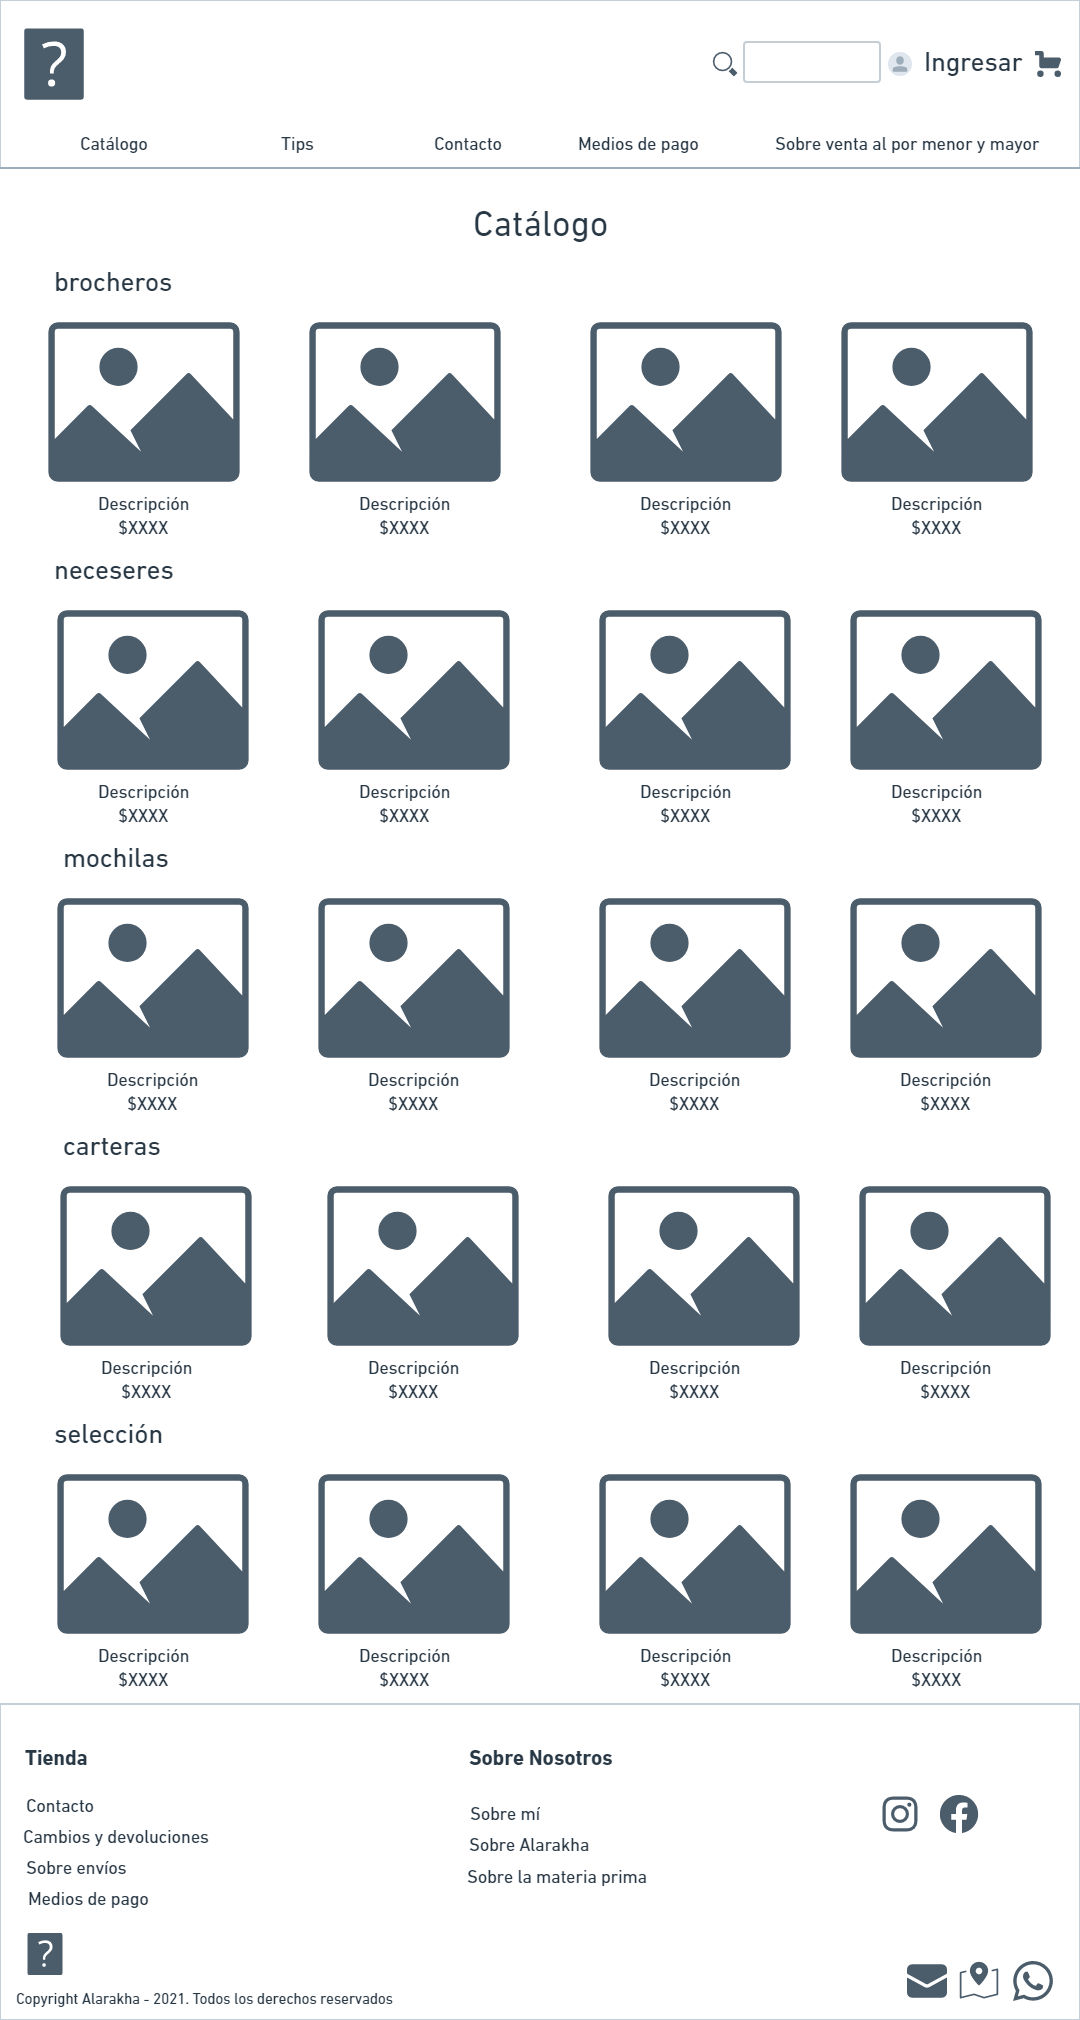 ?
Ingresar
Catálogo Tips Contacto Medios de pago Sobre venta al por menor y mayor
Catálogo
brocheros
Descripción Descripción Descripción Descripción
$XXXX $XXXX $XXXX $XXXX
neceseres
Descripción Descripción Descripción Descripción
$XXXX $XXXX $XXXX $XXXX
mochilas
Descripción Descripción Descripción Descripción
$XXXX $XXXX $XXXX $XXXX
carteras
Descripción Descripción Descripción Descripción
$XXXX $XXXX $XXXX $XXXX
selección
Descripción Descripción Descripción Descripción
$XXXX $XXXX $XXXX $XXXX
Tienda
Contacto
Cambios y devoluciones
Sobre envíos
Medios de pago
Sobre Nosotros
Sobre mí
Sobre Alarakha
Sobre la materia prima
?
Copyright Alarakha - 2021. Todos los derechos reservados